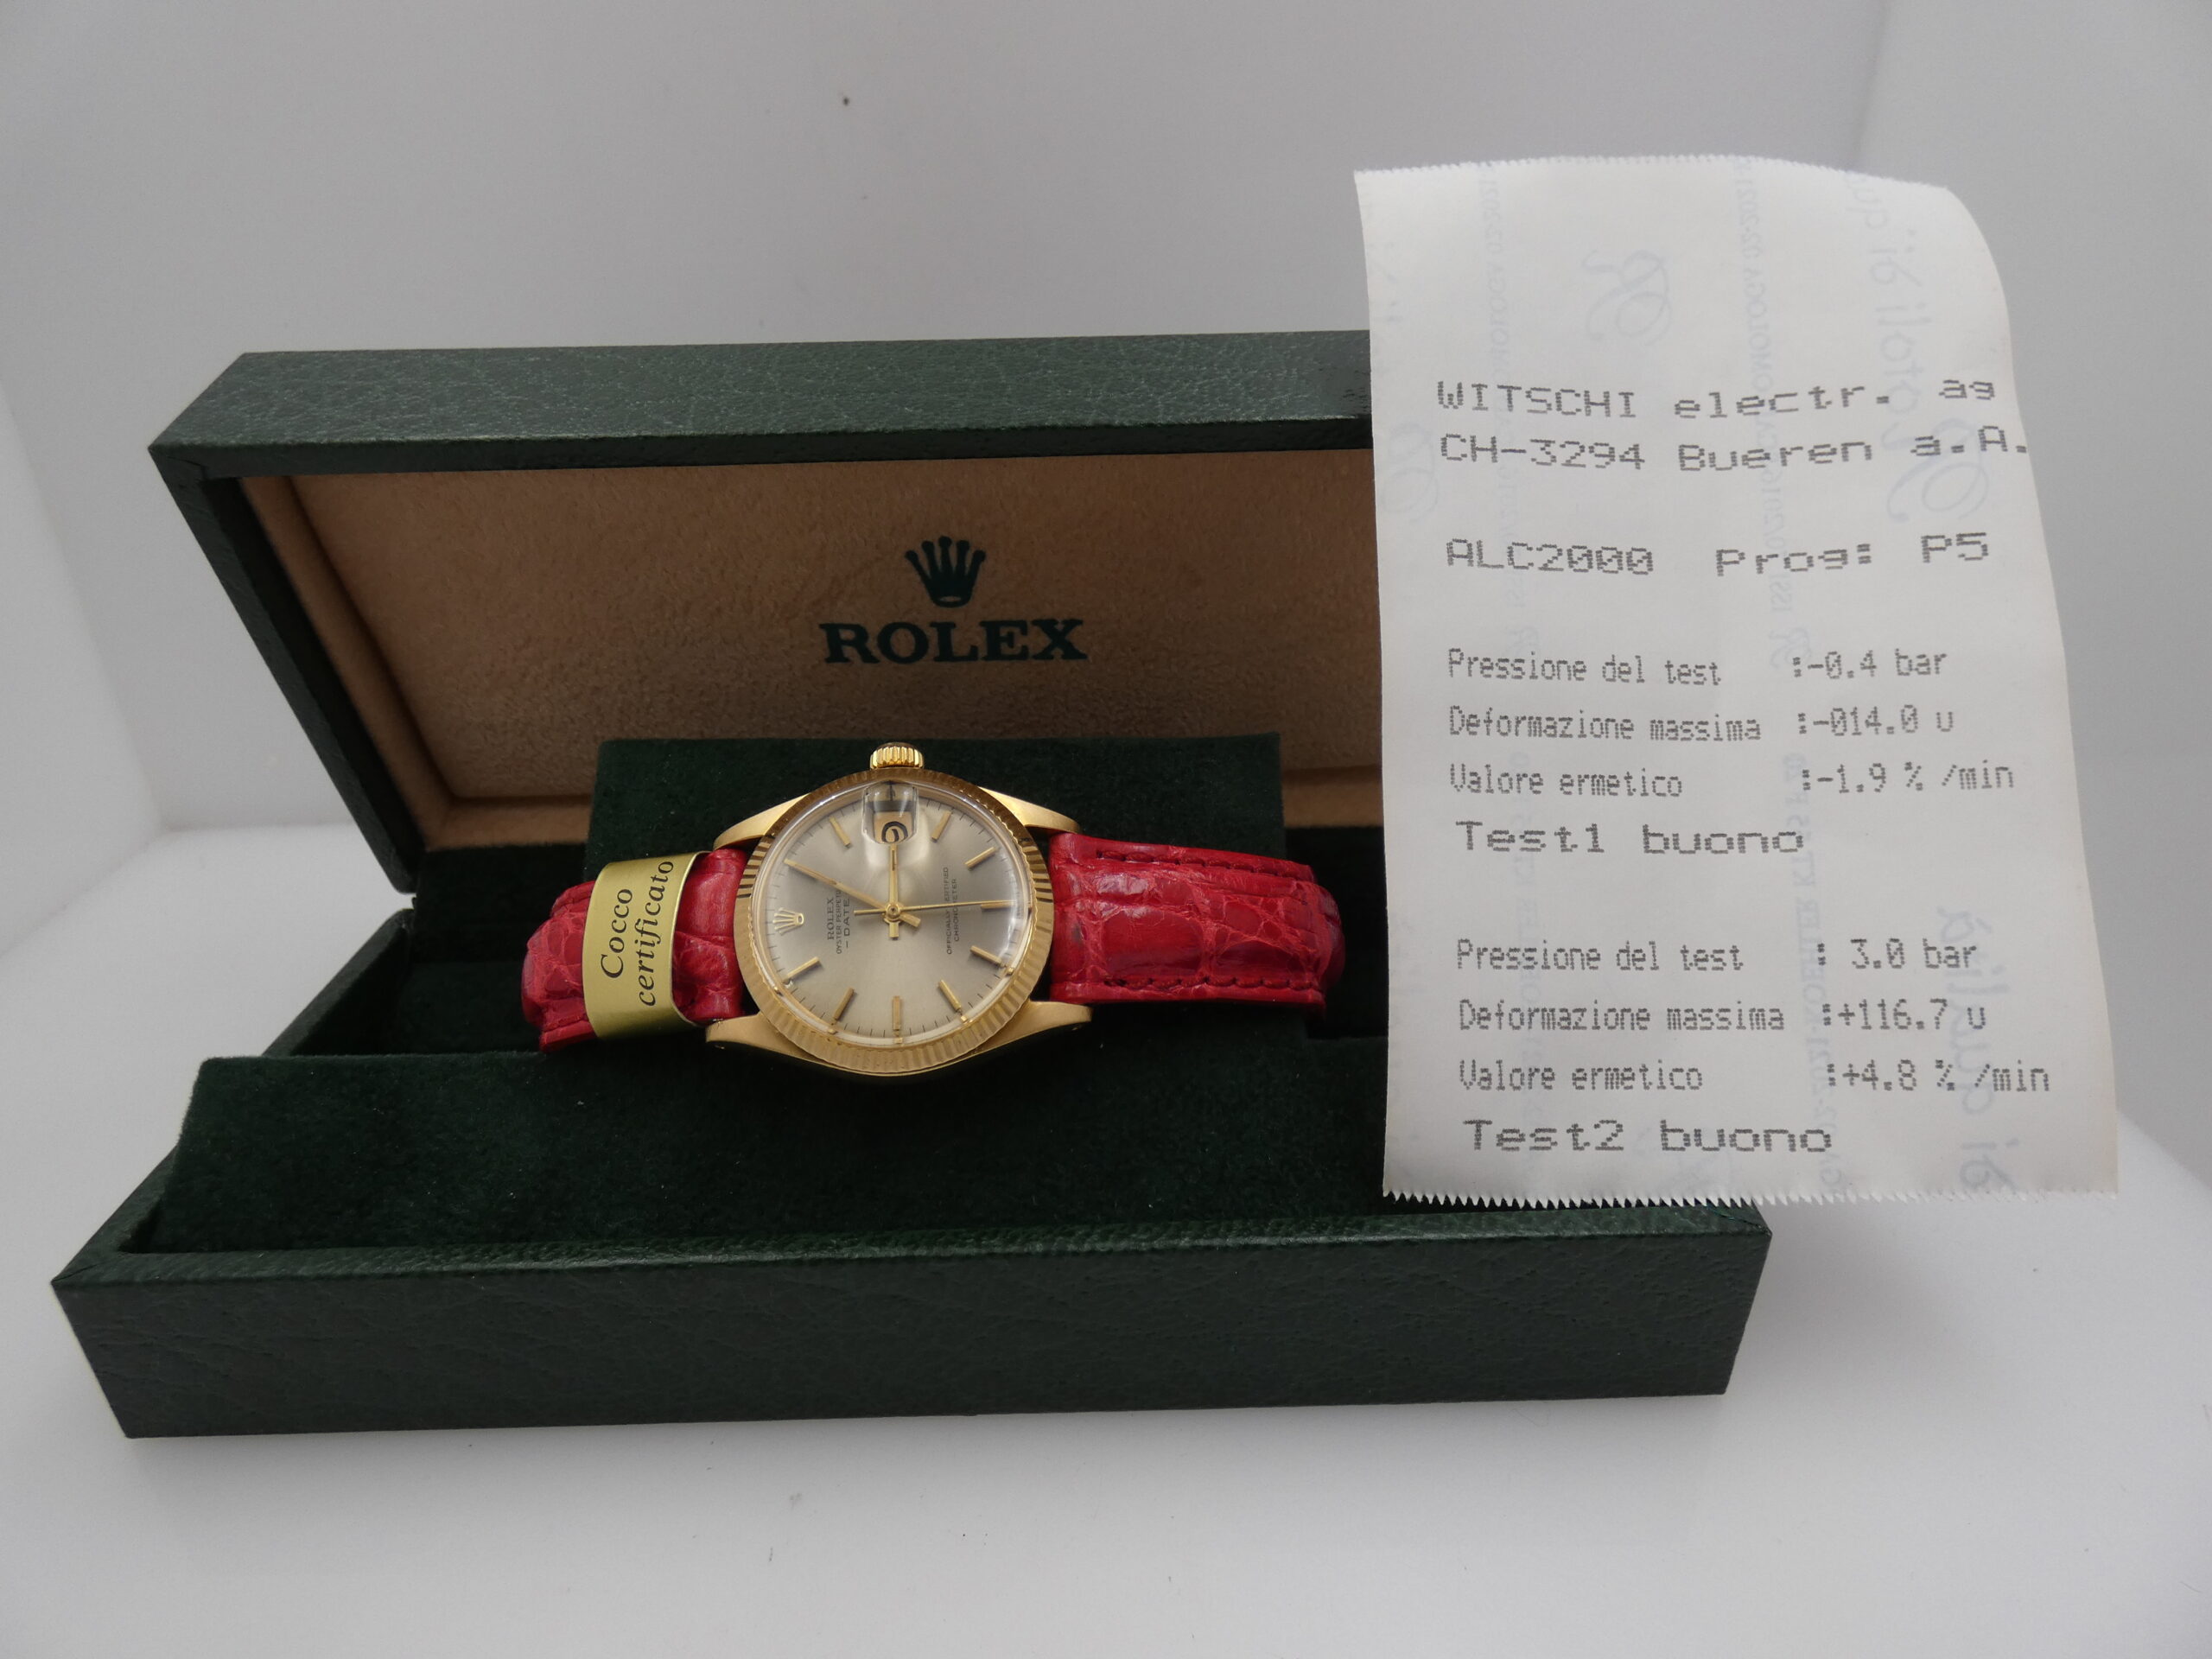 ROLEX
Cocco
certificato
ROLEX
OYSTER PERPETUAL
-DATE-
OFFICIALLY CERTIFIED
CHRONOMETER
WITSCHI electr. ag
CH-3294 Bueren a.A.
ALC2000 Prog: P5
Pressione del test :-0.4 bar
Deformazione massima :-014.0 u
Valore ermetico :-1.9 % /min
Test1 buono
Pressione del test : 3.0 bar
Deformazione massima :+116.7 u
Valore ermetico :+4.8 % /min
Test2 buono